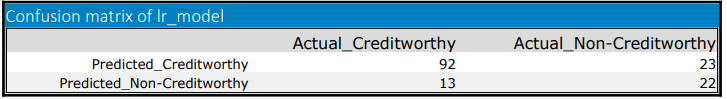 Confusion matrix of lr_model
Actual_Creditworthy Actual_Non-Creditworthy
Predicted_Creditworthy 92 23
Predicted_Non-Creditworthy 13 22